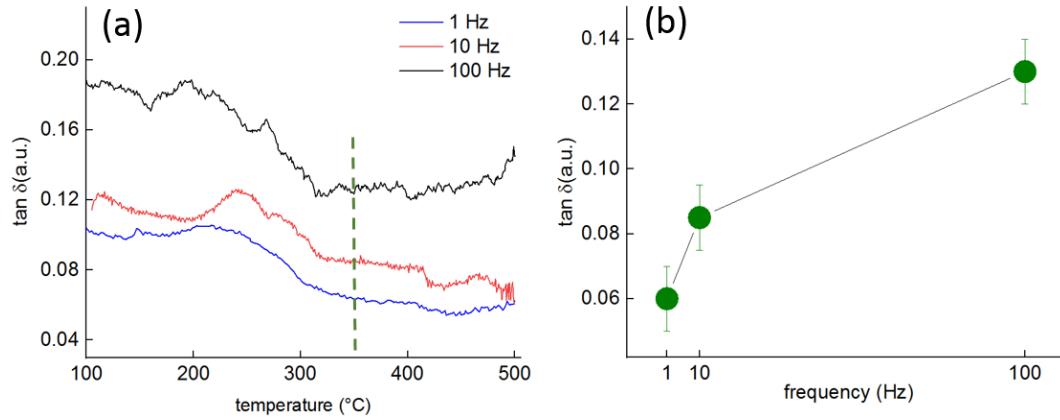 (a)
1 Hz
10 Hz
100 Hz
0.20
0.16
0.12
0.08
0.04
tan δ(a.u.)
100 200 300 400 500
temperature (°C)
(b)
0.14
0.12
0.10
0.08
0.06
tan δ(a.u.)
1 10 100
frequency (Hz)